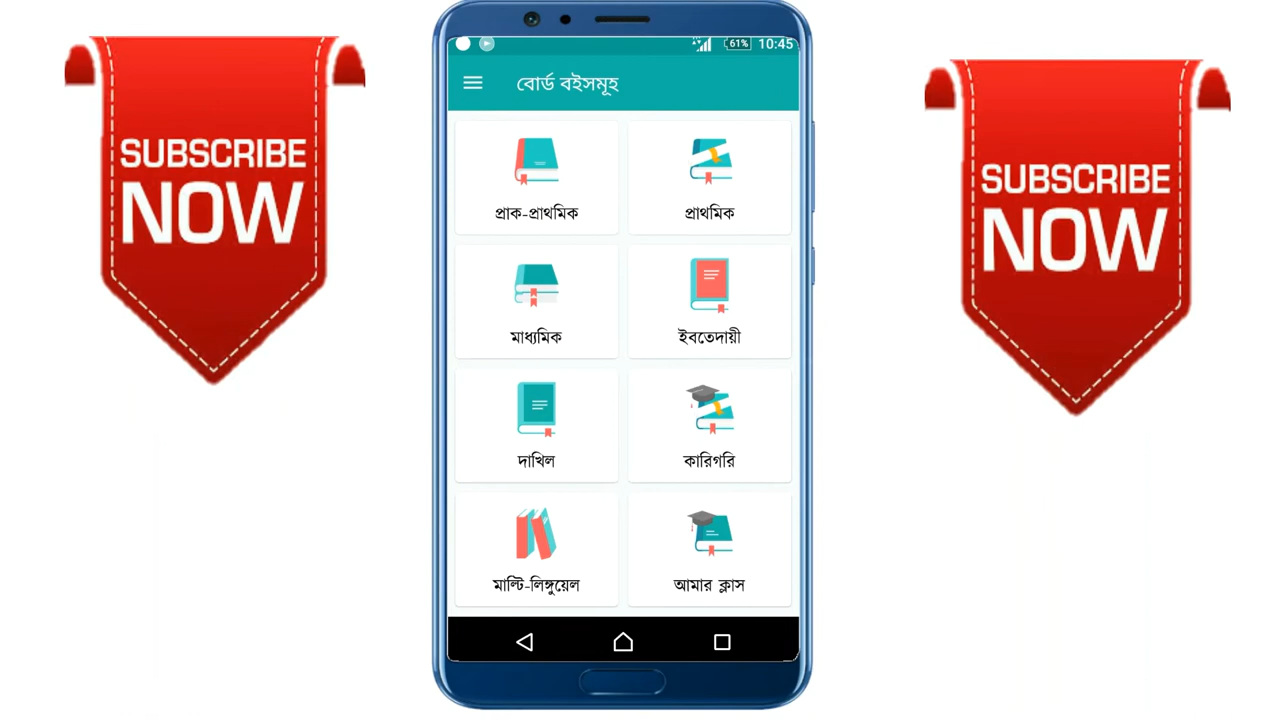 SUBSCRIBE
NOW
61% 10:45
বোর্ড বইসমূহ
প্রাক-প্রাথমিক
প্রাথমিক
মাধ্যমিক
ইবতেদায়ী
দাখিল
কারিগরি
মাল্টি-লিঙ্গুয়েল
আমার ক্লাস
SUBSCRIBE
NOW